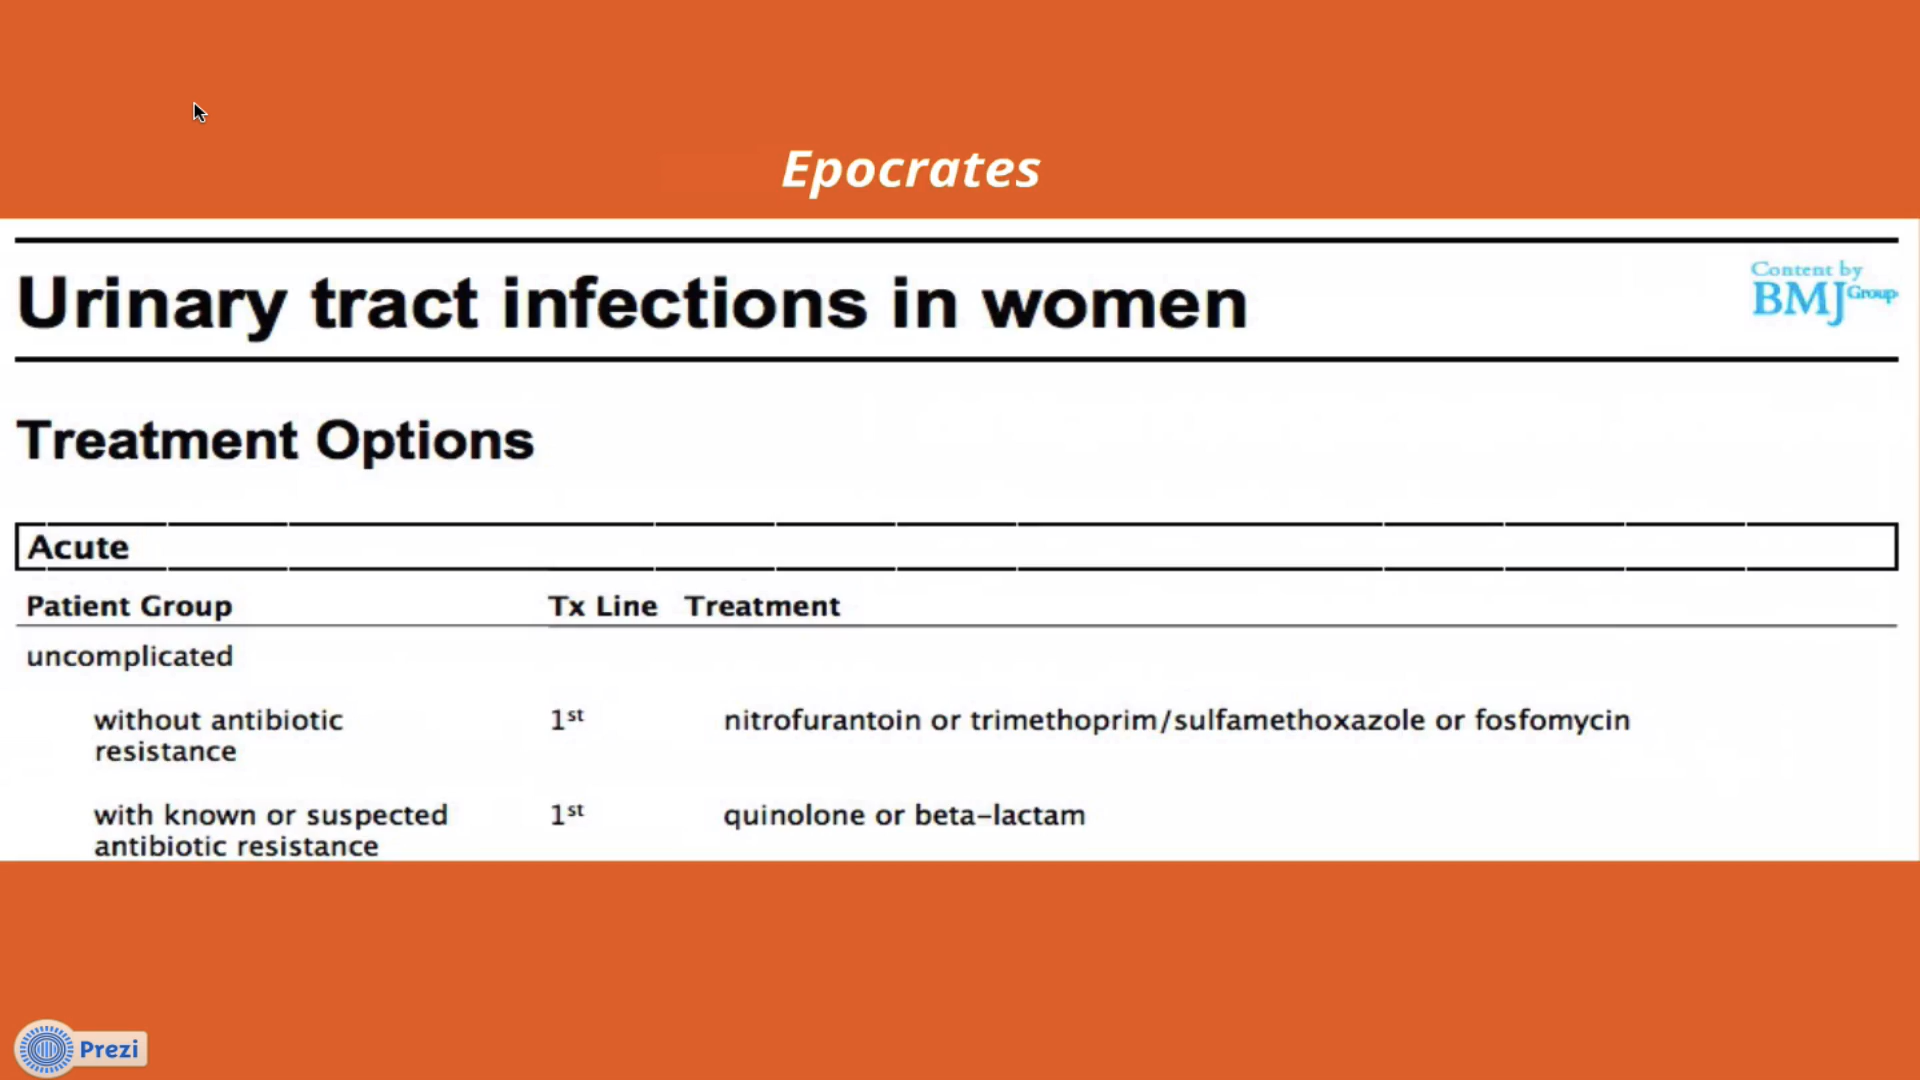 Epocrates
Urinary tract infections in women
Content by
BMJ Group
Treatment Options
Acute
Patient Group Tx Line Treatment
uncomplicated
without antibiotic 1st nitrofurantoin or trimethoprim/sulfamethoxazole or fosfomycin
resistance
with known or suspected 1st quinolone or beta-lactam
antibiotic resistance
Prezi